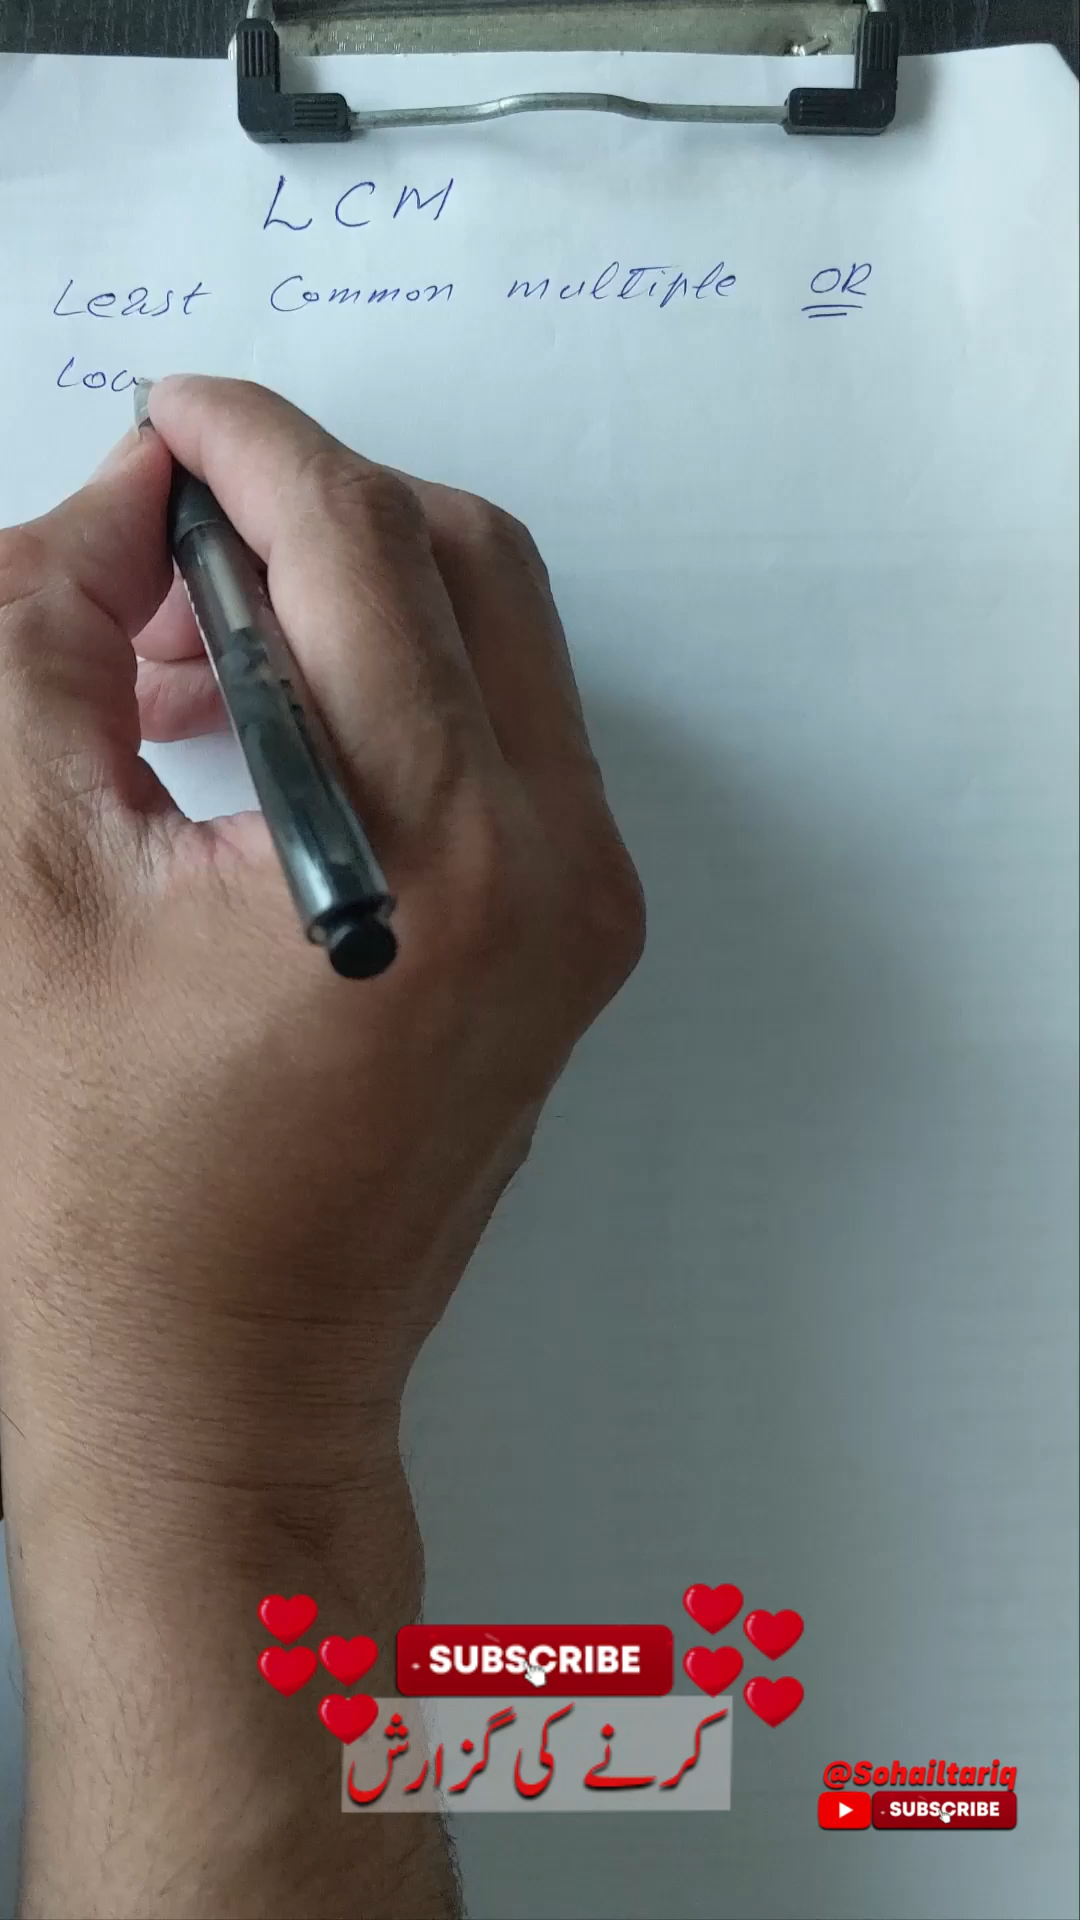 LCM
Least Common multiple OR
SUBSCRIBE
کرنے کی گزارش
@Sohailtariq
SUBSCRIBE